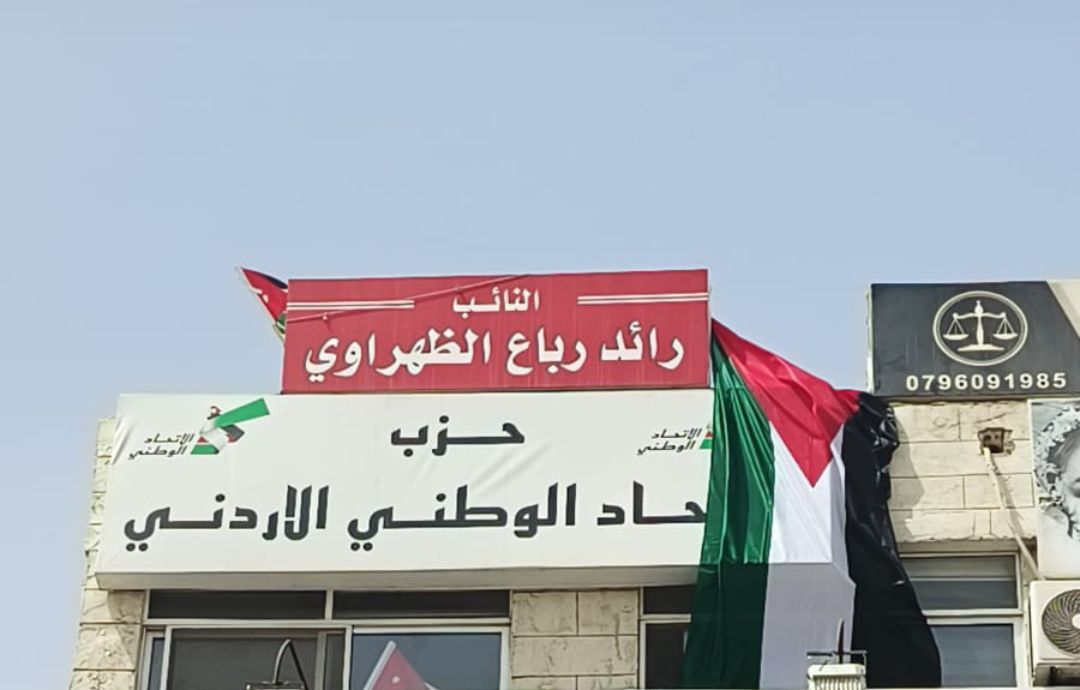 النائب
رائد رباع الظهراوي
حزب
حاد الوطني الاردني
الاتحاد
الوطني
الاتحاد
الوطني
0796091985